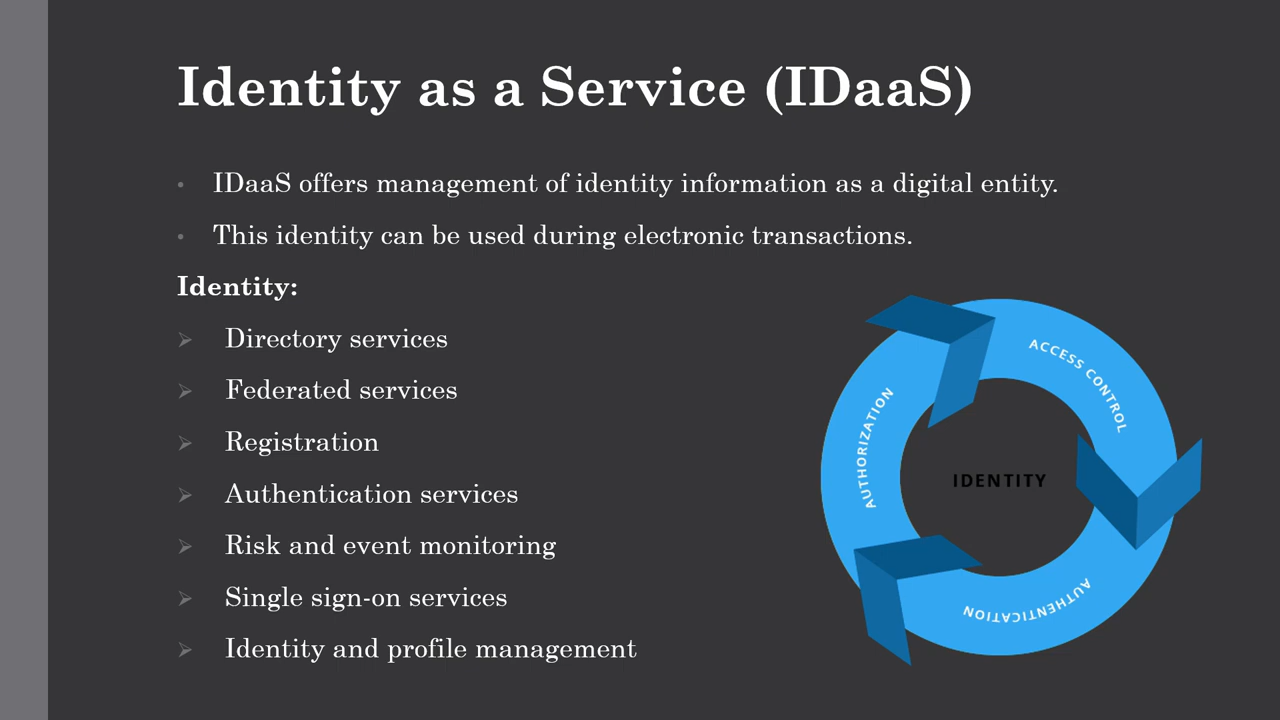 Identity as a Service (IDaaS)
• IDaaS offers management of identity information as a digital entity.
• This identity can be used during electronic transactions.
Identity:
➢ Directory services
➢ Federated services
➢ Registration
➢ Authentication services
➢ Risk and event monitoring
➢ Single sign-on services
➢ Identity and profile management
ACCESS CONTROL
AUTHORIZATION
IDENTITY
AUTHENTICATION